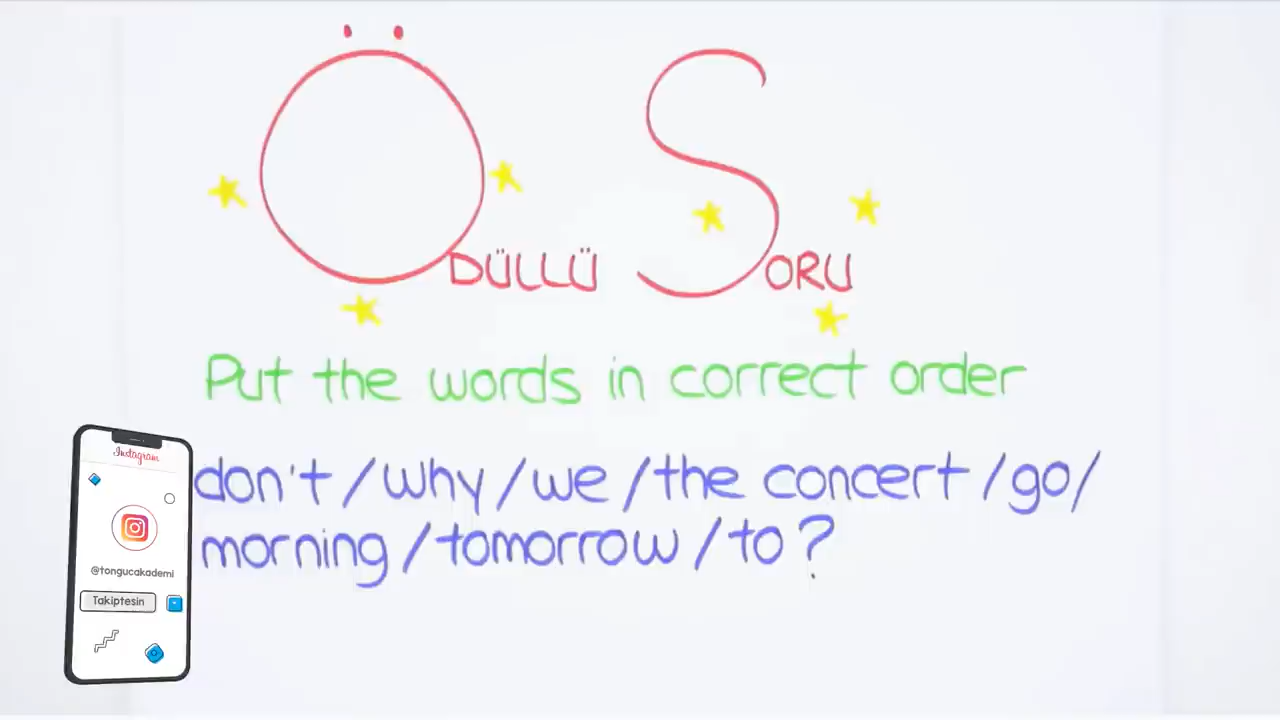 ÖDÜLLÜ SORU
Put the words in correct order
don't / why / we / the concert / go /
morning / tomorrow / to ?
Instagram
@tongucakademi
Takiptesin